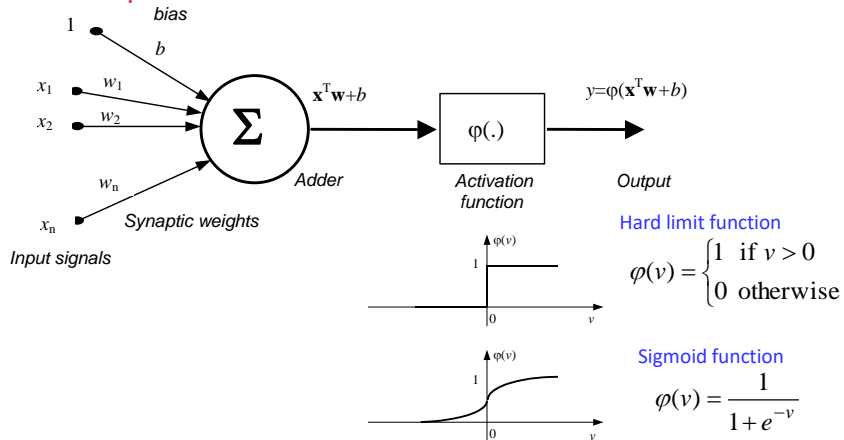 bias
1
b
x₁
w₁
x₂
w₂
Σ
xᵀw+b
φ(.)
y=φ(xᵀw+b)
wₙ
xₙ
Synaptic weights
Input signals
Adder
Activation
function
Output
Hard limit function
φ(v)
1
0
v
φ(v) = {1 if v > 0
0 otherwise
Sigmoid function
φ(v)
1
0
v
φ(v) = 1 / 1 + e⁻ᵛ